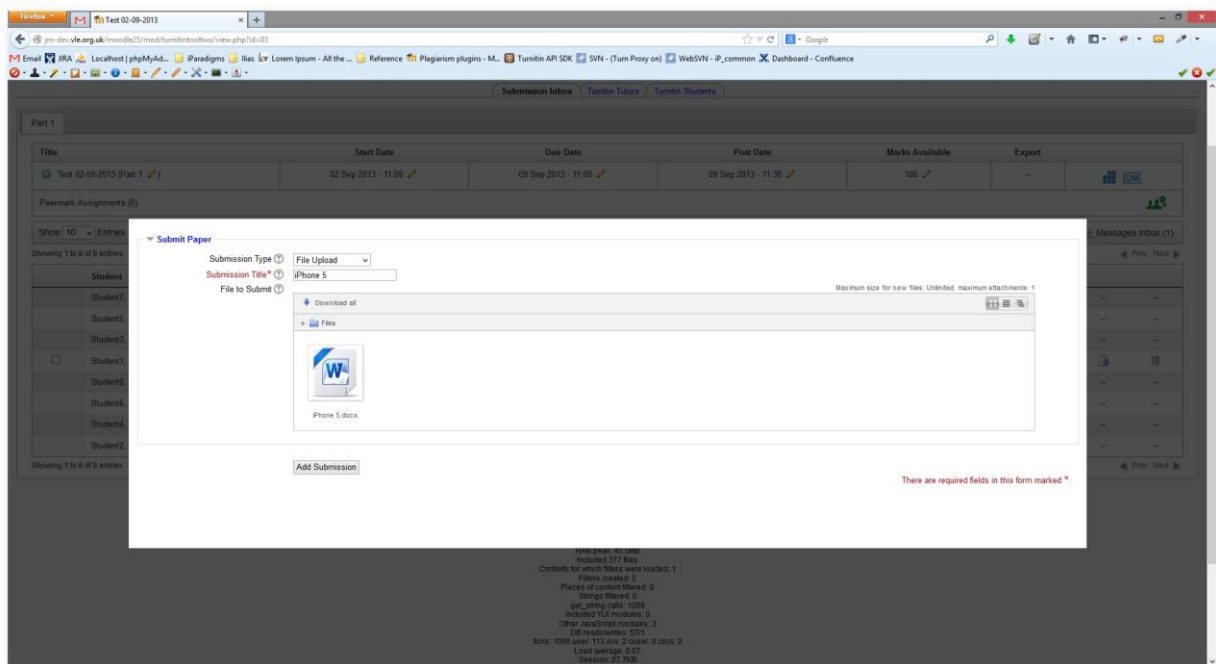 Firefox
Test 02-09-2013
jm-dev.vle.org.uk/moodle25/mod/turnitintooltwo/view.php?id=83
Google
Email JIRA Localhost | phpMyAd... iParadigms Ilias Lorem Ipsum - All the ... Reference Plagiarism plugins - M... Turnitin API SDK SVN - (Turn Proxy on) WebSVN - iP_common Dashboard - Confluence
Submission Inbox Turnitin Tutors Turnitin Students
Part 1
Title Start Date Due Date Post Date Marks Available Export
Test 02-09-2013 (Part 1) 02 Sep 2013 - 11:09 09 Sep 2013 - 11:09 09 Sep 2013 - 11:30 100 --
Peermark Assignments (0)
Show 10 Entries Messages Inbox (1)
Showing 1 to 8 of 8 entries. Prev Next
Student
Student7,
Student5,
Student3,
Student1,
Student8,
Student6,
Student4,
Student2,
Showing 1 to 8 of 8 entries. Prev Next
Submit Paper
Submission Type File Upload
Submission Title* iPhone 5
File to Submit Maximum size for new files: Unlimited, maximum attachments: 1
Download all
Files
iPhone 5.docx
Add Submission
There are required fields in this form marked *.
RAM peak: 45.5MB
Included 377 files
Contexts for which filters were loaded: 1
Filters created: 2
Pieces of content filtered: 0
Strings filtered: 0
get_string calls: 1288
Included YUI modules: 0
Other JavaScript modules: 3
DB reads/writes: 57/1
ticks: 1095 user: 113 sys: 2 cuser: 0 csys: 0
Load average: 0.07
Session: 27.7KB